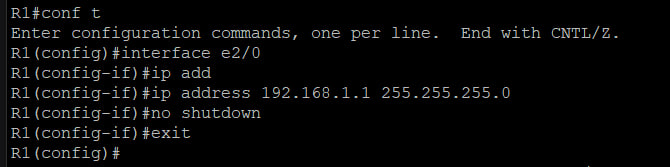 R1#conf t
Enter configuration commands, one per line.  End with CNTL/Z.
R1(config)#interface e2/0
R1(config-if)#ip add
R1(config-if)#ip address 192.168.1.1 255.255.255.0
R1(config-if)#no shutdown
R1(config-if)#exit
R1(config)#